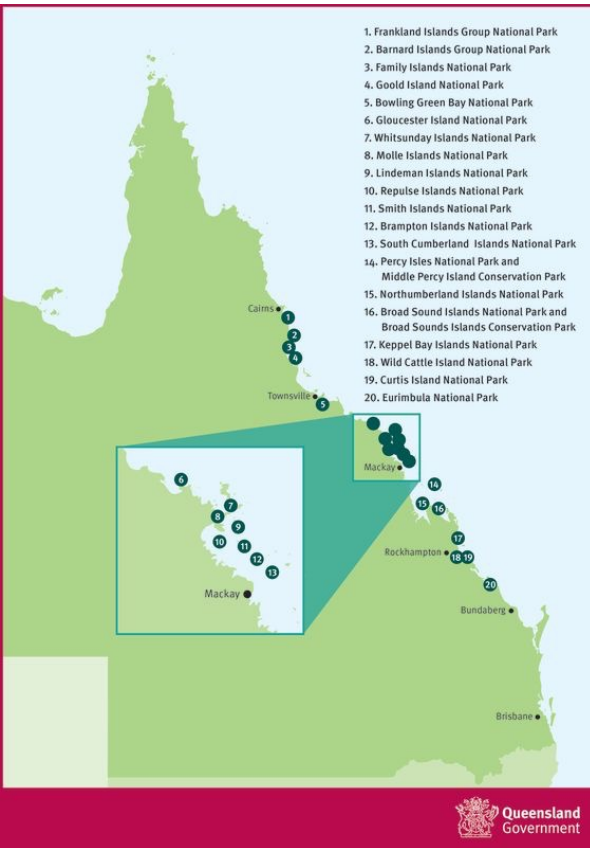 1. Frankland Islands Group National Park
2. Barnard Islands Group National Park
3. Family Islands National Park
4. Goold Island National Park
5. Bowling Green Bay National Park
6. Gloucester Island National Park
7. Whitsunday Islands National Park
8. Molle Islands National Park
9. Lindeman Islands National Park
10. Repulse Islands National Park
11. Smith Islands National Park
12. Brampton Islands National Park
13. South Cumberland Islands National Park
14. Percy Isles National Park and
Middle Percy Island Conservation Park
15. Northumberland Islands National Park
16. Broad Sound Islands National Park and
Broad Sounds Islands Conservation Park
17. Keppel Bay Islands National Park
18. Wild Cattle Island National Park
19. Curtis Island National Park
20. Eurimbula National Park
Cairns
1
2
3
4
Townsville
5
Mackay
14
15
16
17
Rockhampton
18
19
20
Bundaberg
Brisbane
6
7
8
9
10
11
12
13
Mackay
Queensland
Government